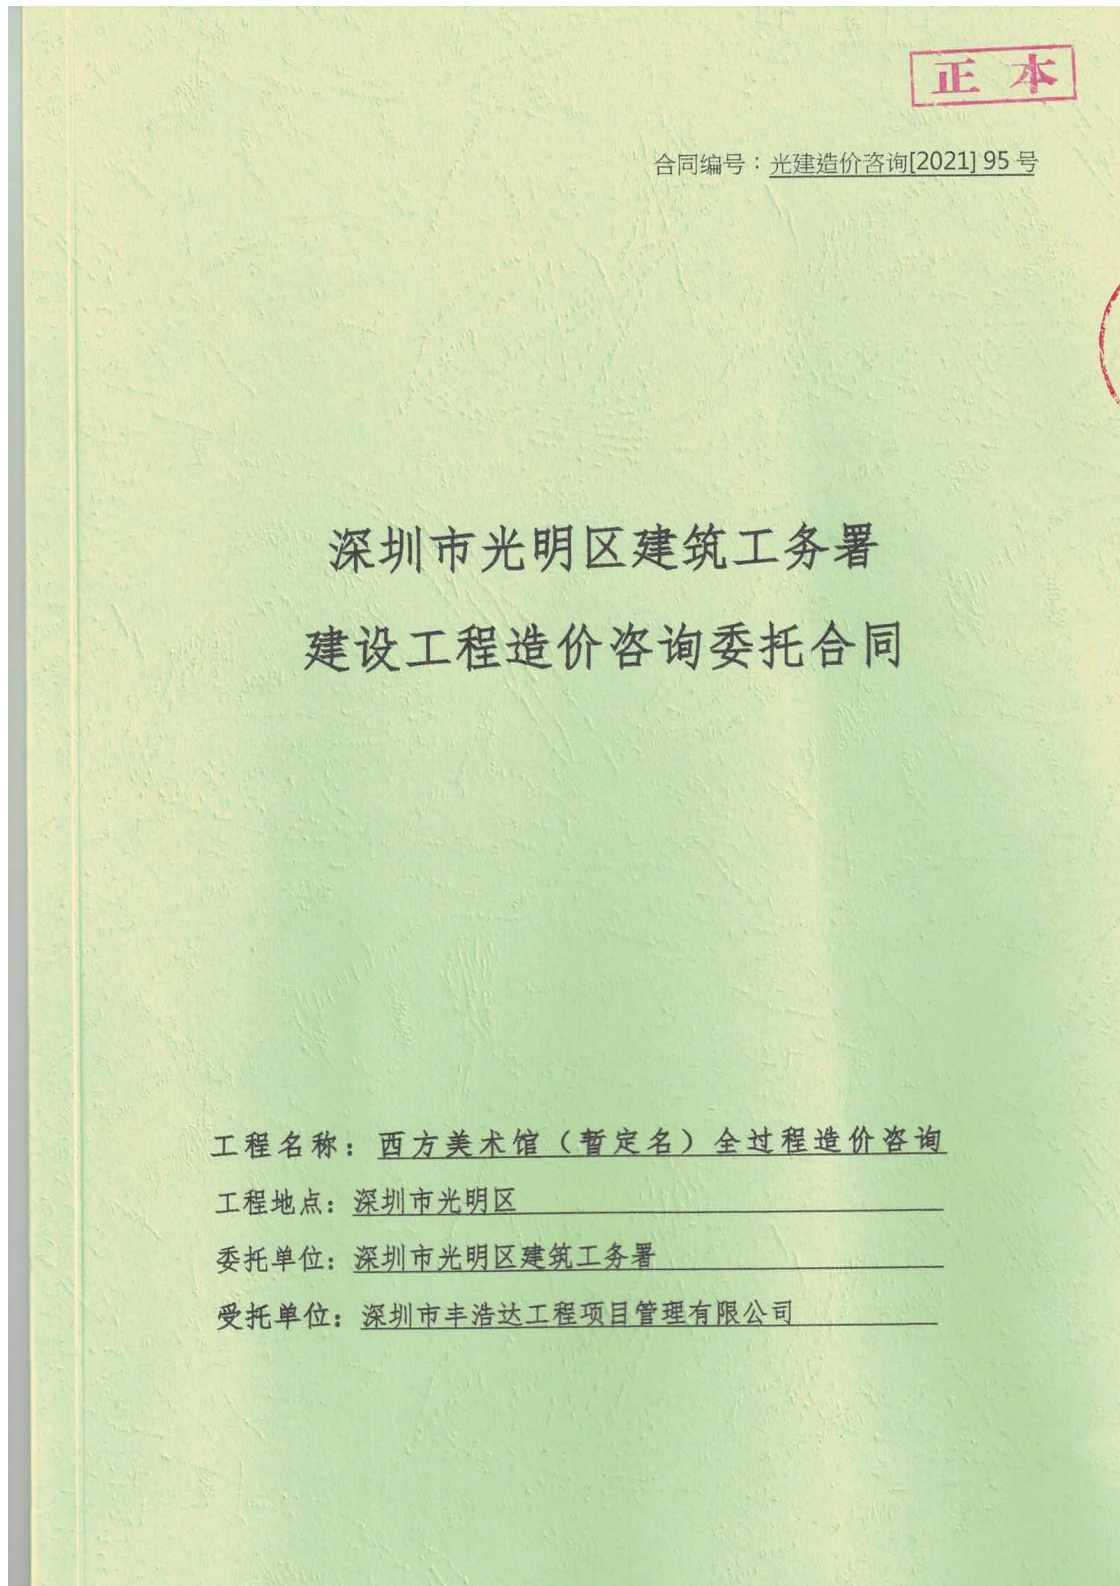 正 本
合同编号：光建造价咨询[2021] 95 号
深圳市光明区建筑工务署
建设工程造价咨询委托合同
工程名称：西方美术馆（暂定名）全过程造价咨询
工程地点：深圳市光明区
委托单位：深圳市光明区建筑工务署
受托单位：深圳市丰浩达工程项目管理有限公司